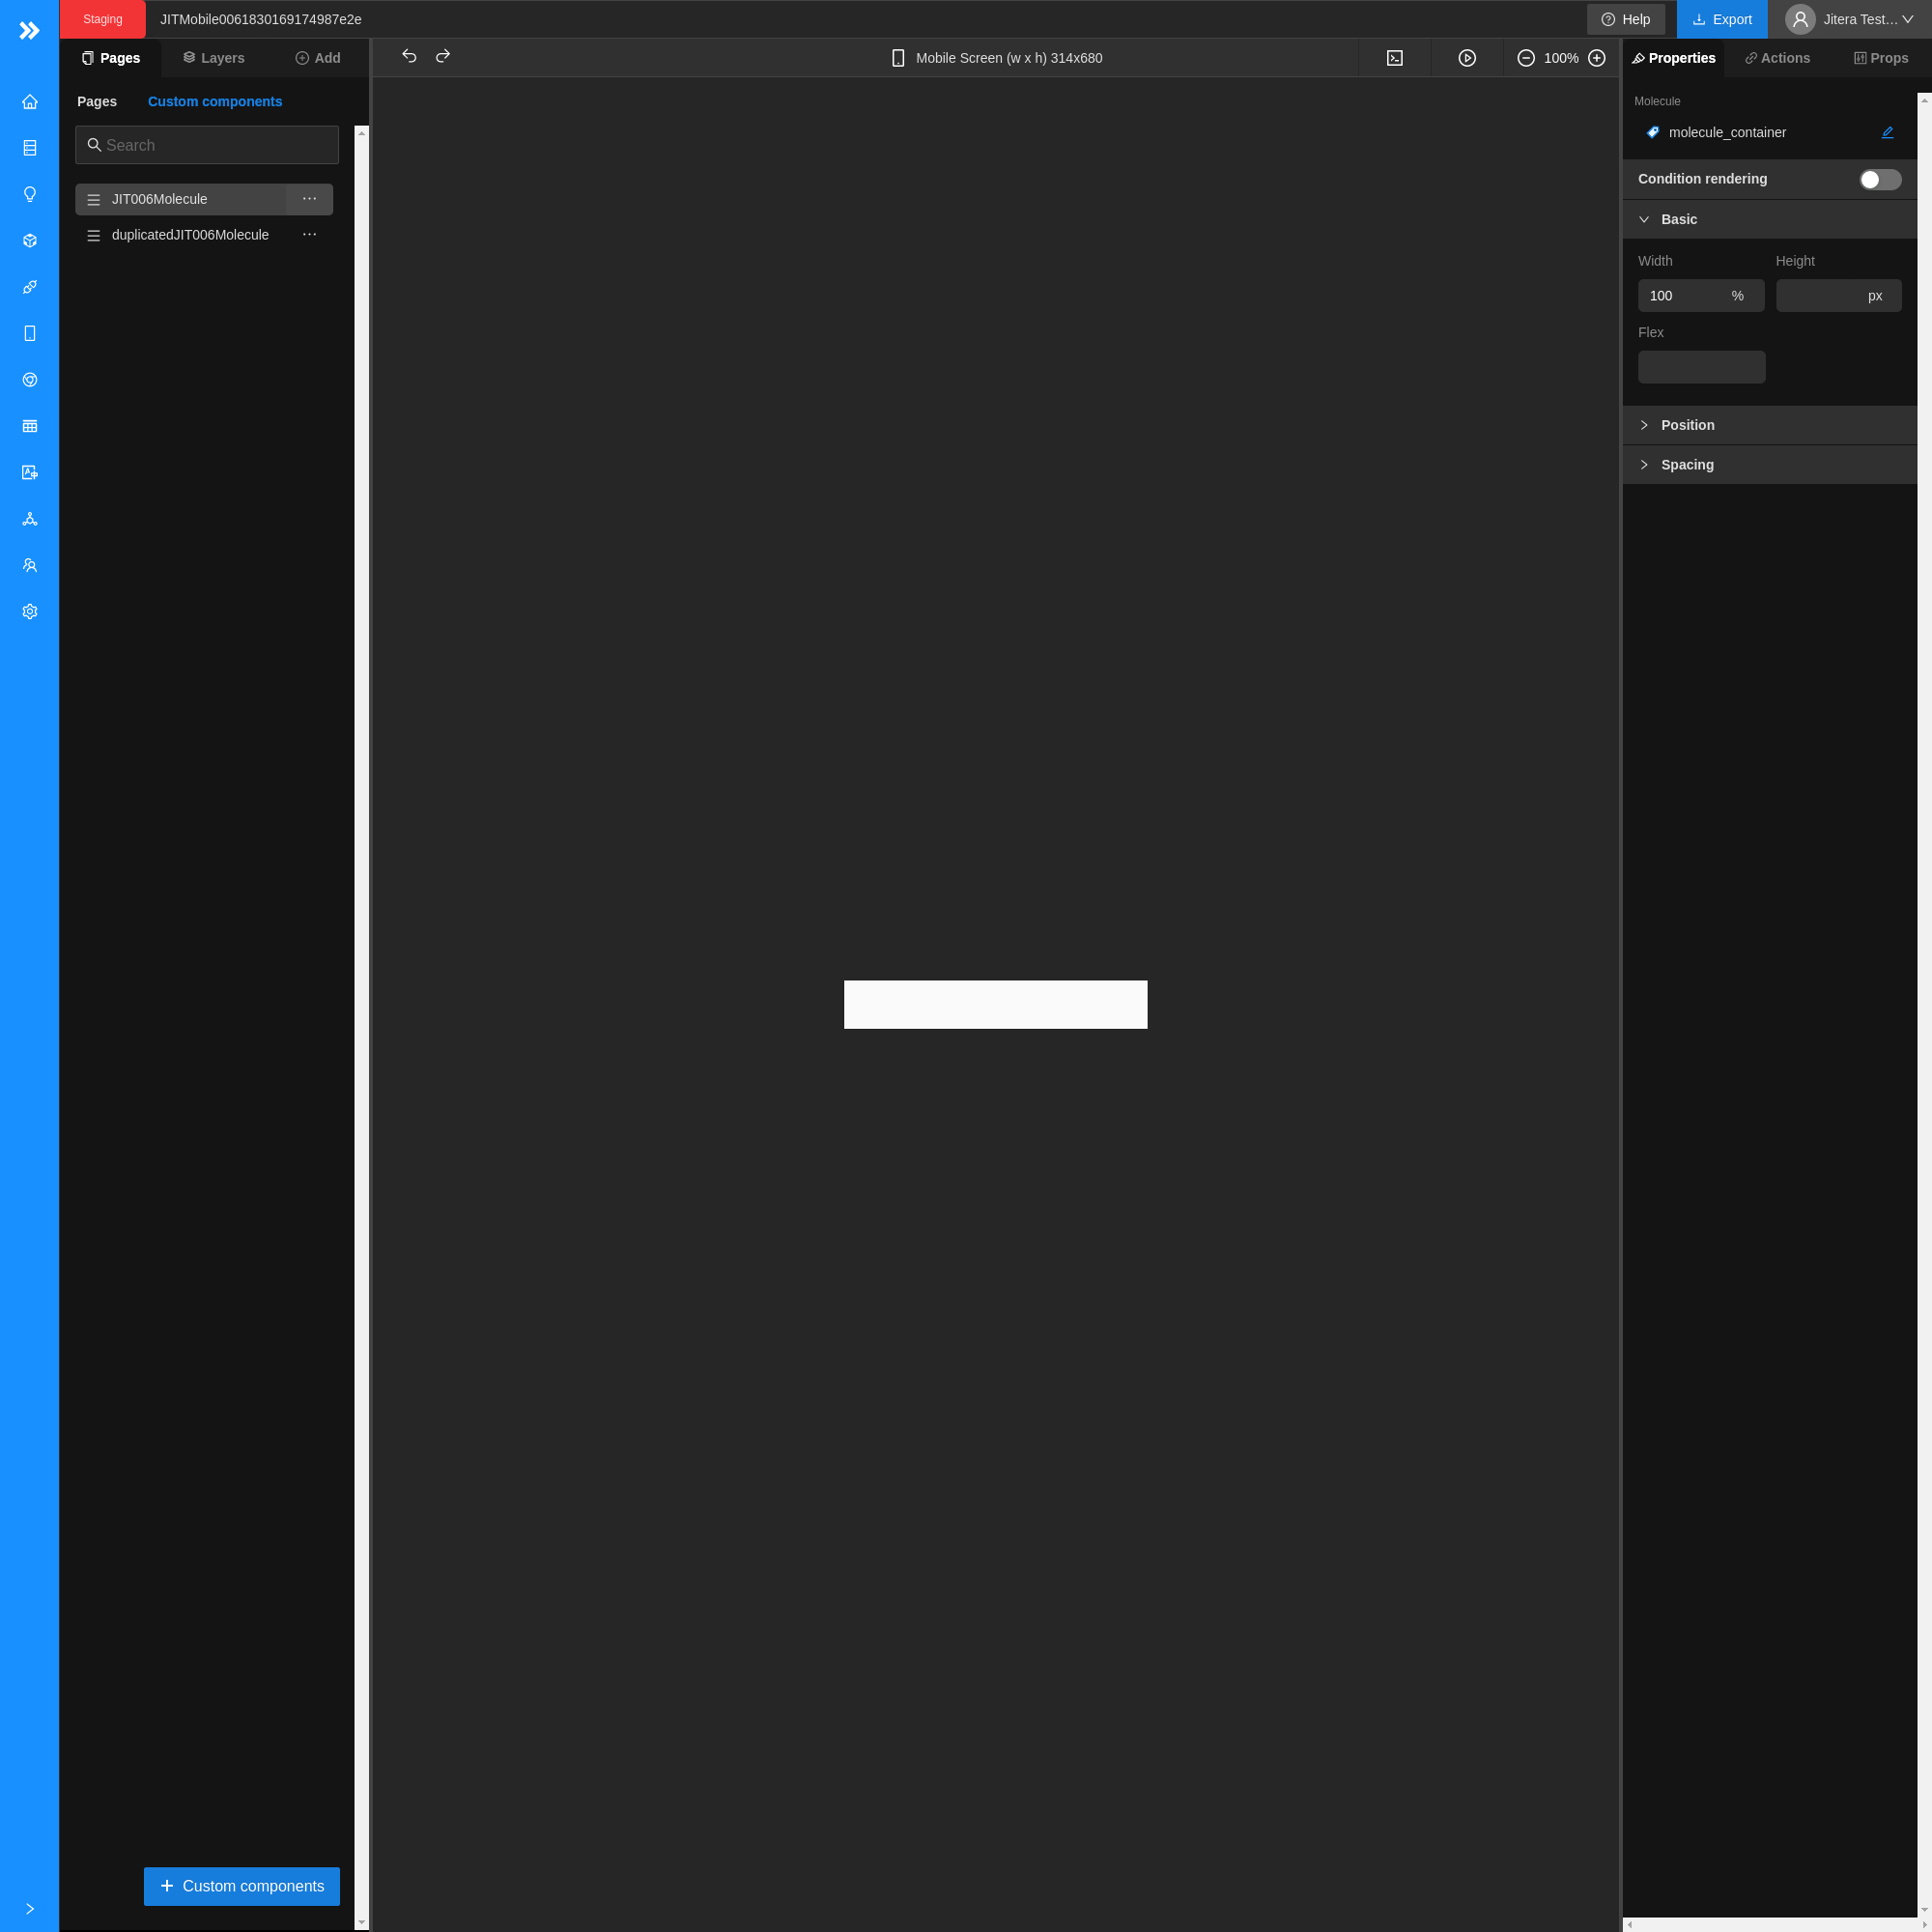 Staging
JITMobile0061830169174987e2e
Help
Export
Jitera Test...
Pages
Layers
Add
Mobile Screen (w x h) 314x680
100%
Properties
Actions
Props
Pages
Custom components
Search
JIT006Molecule
duplicatedJIT006Molecule
Custom components
Molecule
molecule_container
Condition rendering
Basic
Width
Height
100 %
px
Flex
Position
Spacing